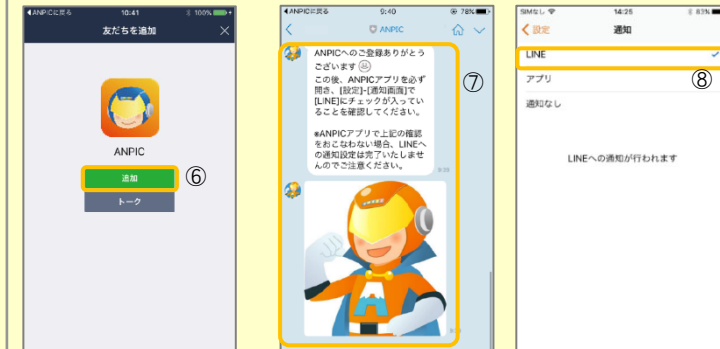 ◀ANPICに戻る 10:41 100% +
友だちを追加 ×
ANPIC
追加
トーク
⑥
◀ANPICに戻る 9:40 78%
ANPIC
ANPICへのご登録ありがとう
ございます
この後、ANPICアプリを必ず
開き、[設定]-[通知画面]で
[LINE]にチェックが入ってい
ることを確認してください。
※ANPICアプリで上記の確認
をおこなわない場合、LINEへ
の通知設定は完了いたしませ
んのでご注意ください。
⑦
SIMなし 14:25 83%
設定 通知
LINE
アプリ
⑧
通知なし
LINEへの通知が行われます